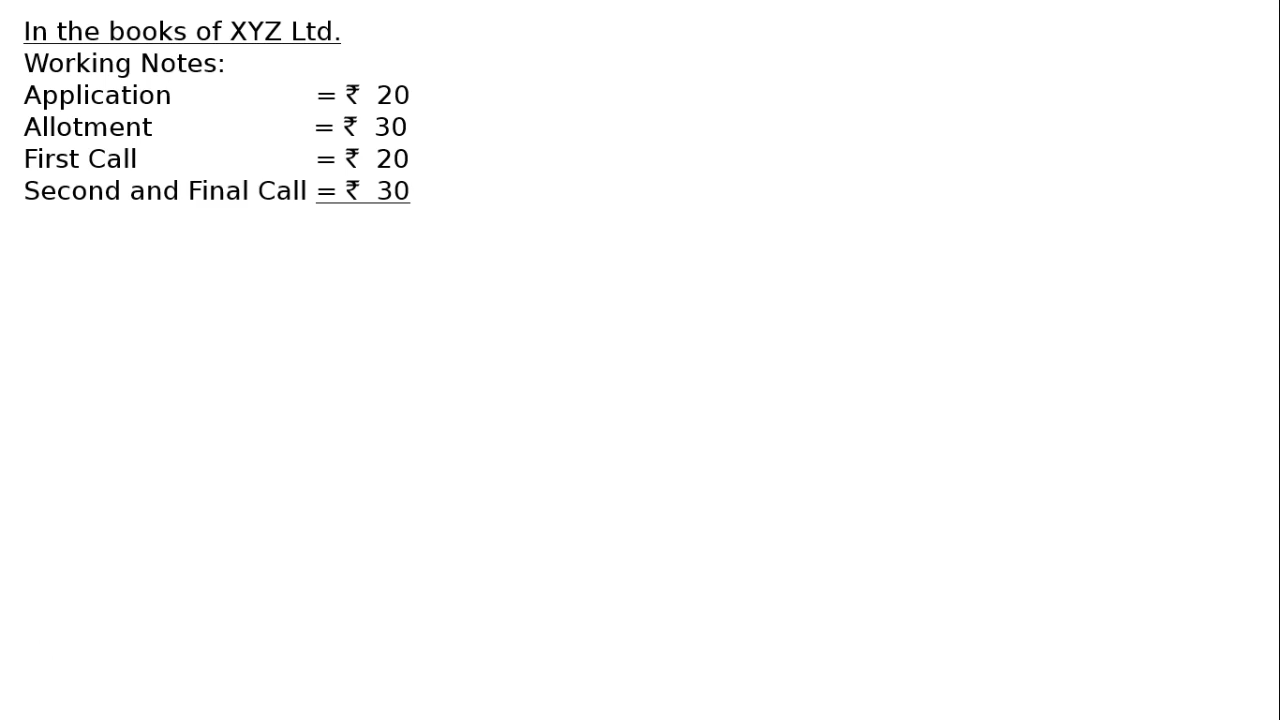 In the books of XYZ Ltd.
Working Notes:
Application = ₹ 20
Allotment = ₹ 30
First Call = ₹ 20
Second and Final Call = ₹ 30